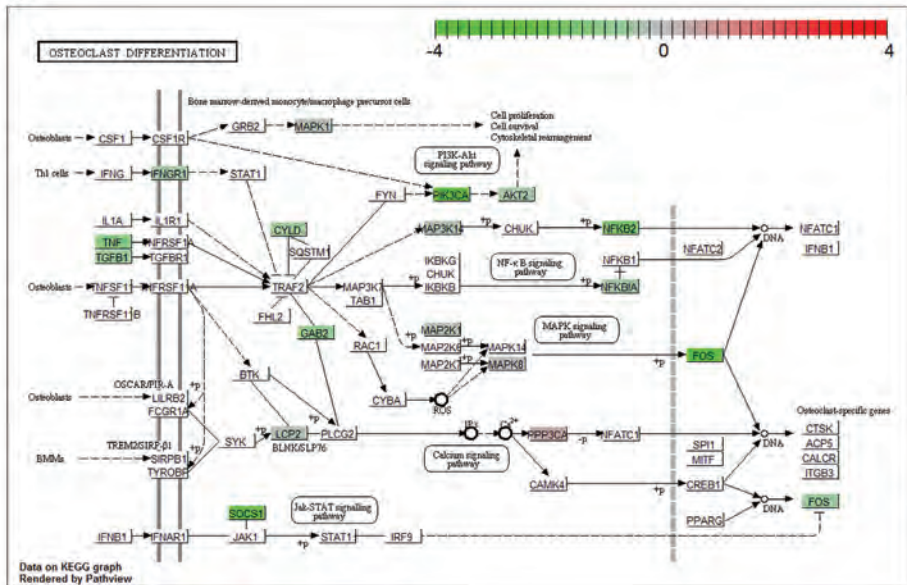 -4 0 4
OSTEOCLAST DIFFERENTIATION
Bone marrow-derived monocyte/macrophage precursor cells
GRB2 MAPK1
Cell proliferation
Cell survival
Cytoskeletal rearrangement
Osteoblasts CSF1 CSF1R
PI3K-Akt
signaling pathway
Th1 cells IFNG IFNGR1 STAT1
FYN PIK3CA AKT2
IL1A IL1R1
CYLD
SQSTM1
MAP3K14 +p CHUK +p NFKB2
DNA
NFATC1
IFNB1
NFATC2
TNF
TGFB1 TGFBR1
IKBKG
CHUK
IKBKB
NF-κB signaling
pathway
NFKB1
+p
NFKBIA
Osteoblasts TNFSF11
TRAF2
MAP3K7
TAB1
FHL2
GAB2
RAC1
MAP2K1
MAP2K6 +p MAPK14
MAP2K7 +p MAPK8
+p
MAPK signaling
pathway
+p FOS
BTK
CYBA
ROS
OSCAR/PIR-A
+p
Osteoblasts LILRB2
FCGR1A
TREM2/SIRP-β1
BMMs SIRPB1
TYROBP
+p
SYK +p LCP2
BLNK/SLP76
+p
PLCG2
IP3 Ca2+
PPP3CA -p NFATC1
Calcium signaling
pathway
CAMK4
+p CREB1
SPI1
MITF
PPARG
DNA
DNA
Osteoclast-specific genes
CTSK
ACP5
CALCR
ITGB3
FOS
SOCS1
Jak-STAT signaling
pathway
IFNB1 IFNAR1 JAK1 +p STAT1 IRF9
Data on KEGG graph
Rendered by Pathview